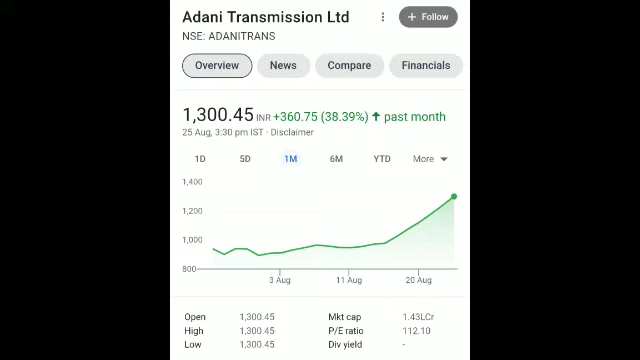 Adani Transmission Ltd
+ Follow
NSE: ADANITRANS
Overview News Compare Financials
1,300.45 INR +360.75 (38.39%) ↑ past month
25 Aug, 3:30 pm IST · Disclaimer
1D 5D 1M 6M YTD More
1,400
1,200
1,000
800
3 Aug 11 Aug 20 Aug
Open 1,300.45 Mkt cap 1.43LCr
High 1,300.45 P/E ratio 112.10
Low 1,300.45 Div yield -